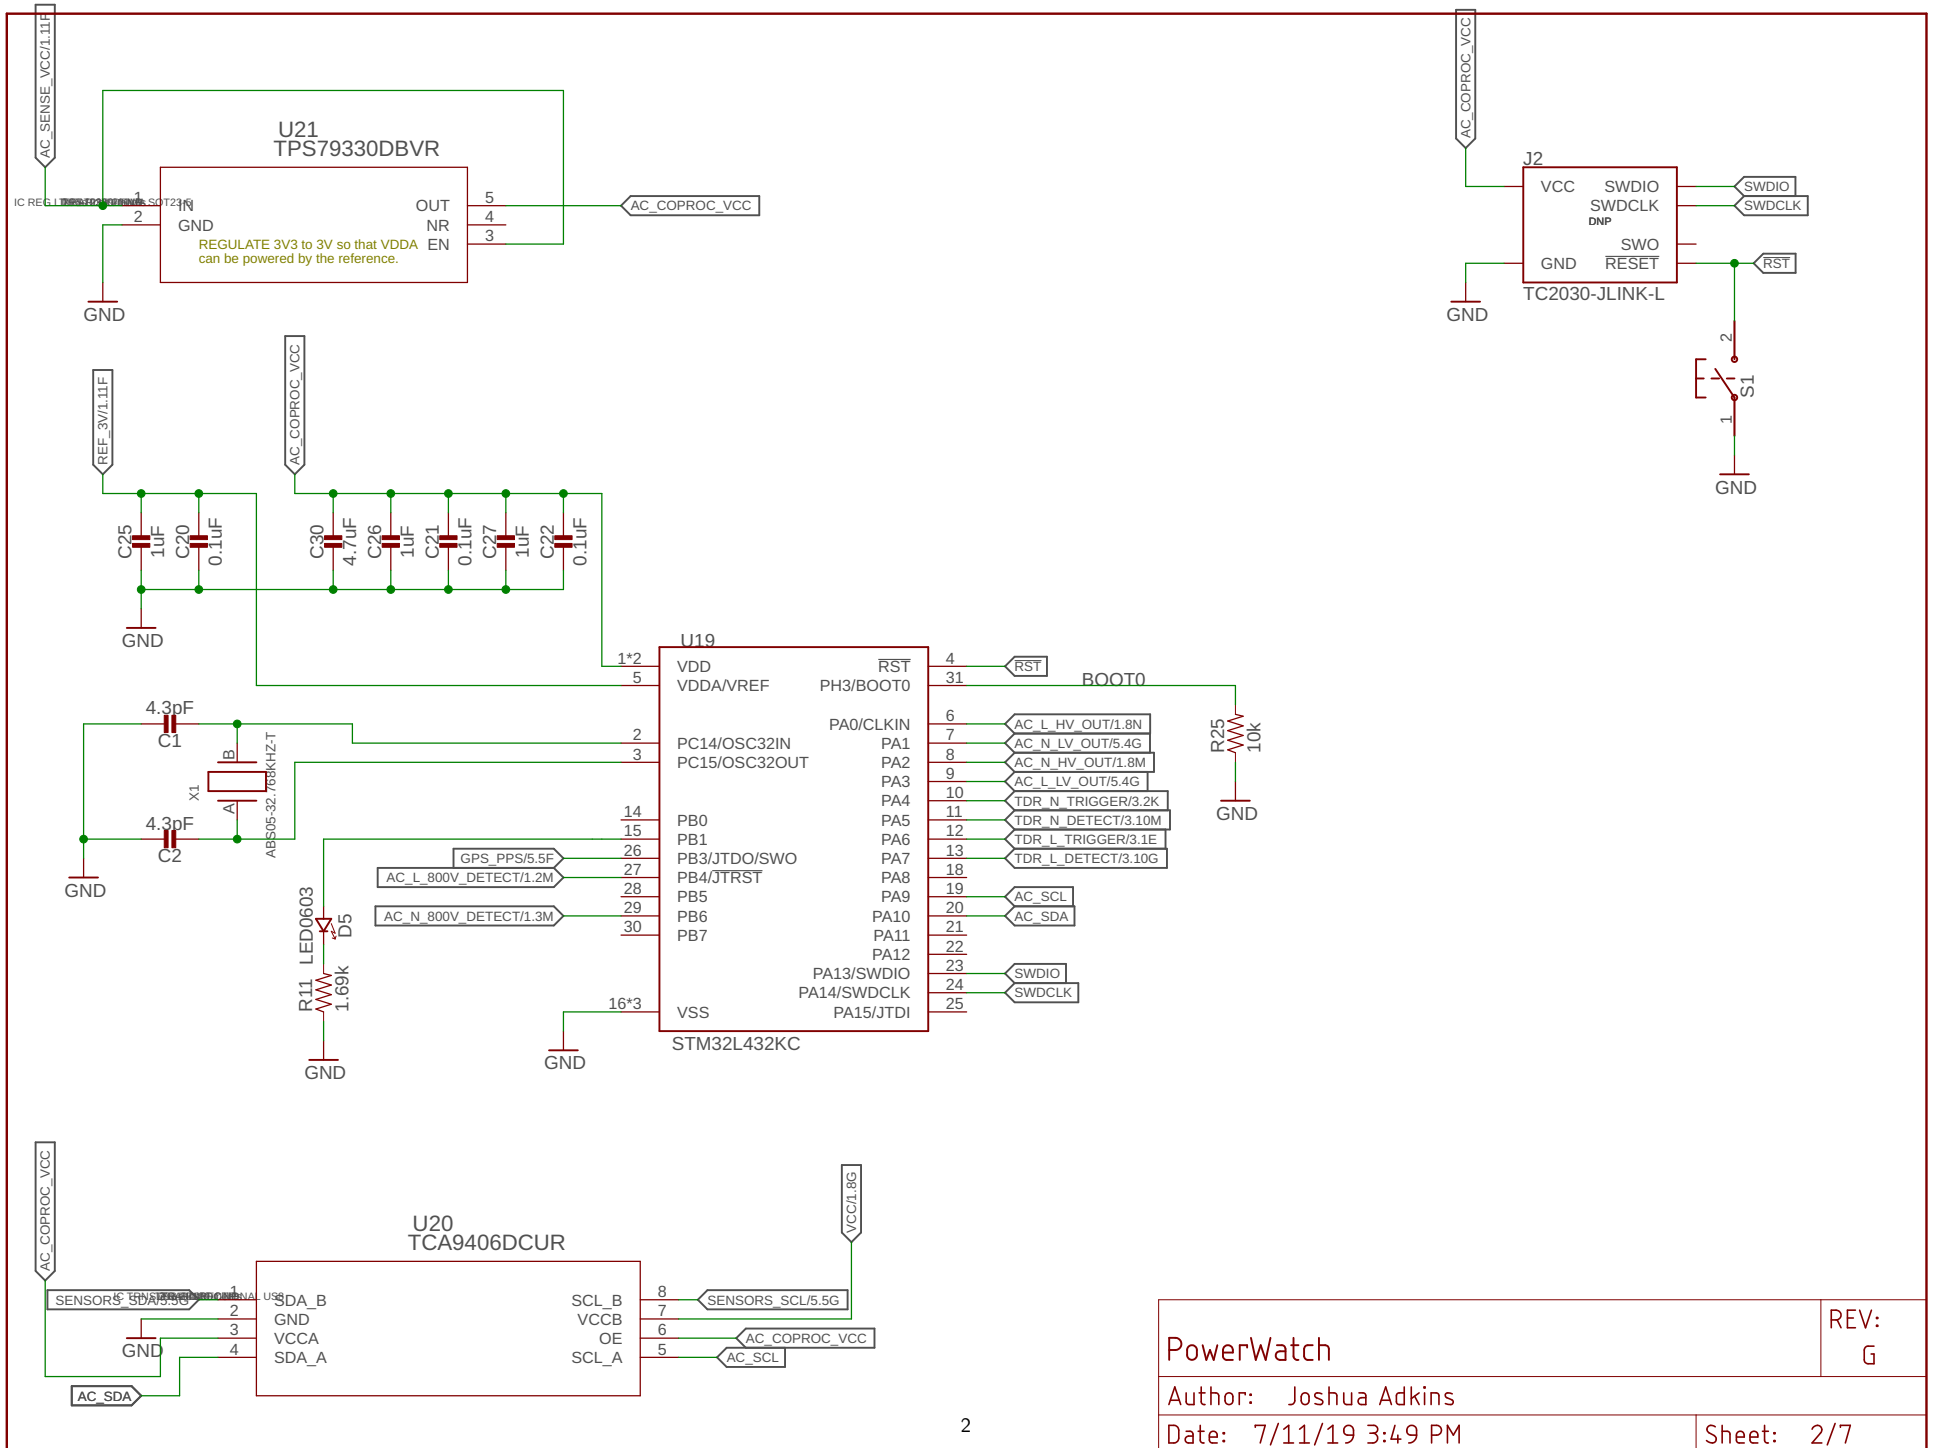 AC_SENSE_VCC/1.11F
U21
TPS79330DBVR
1
IN
2
GND
OUT
5
NR
4
EN
3
REGULATE 3V3 to 3V so that VDDA
can be powered by the reference.
IC REG
SOT23-5
AC_COPROC_VCC
GND
AC_COPROC_VCC
J2
VCC
SWDIO
SWDCLK
DNP
SWO
GND
RESET
TC2030-JLINK-L
SWDIO
SWDCLK
RST
GND
2
S1
1
GND
REF_3V/1.11F
AC_COPROC_VCC
C25
1uF
C20
0.1uF
C30
4.7uF
C26
1uF
C21
0.1uF
C27
1uF
C22
0.1uF
GND
4.3pF
C1
B
X1
A
ABS05-32.768KHZ-T
4.3pF
C2
GND
U19
1*2
VDD
5
VDDA/VREF
2
PC14/OSC32IN
3
PC15/OSC32OUT
14
PB0
15
PB1
26
PB3/JTDO/SWO
27
PB4/JTRST
28
PB5
29
PB6
30
PB7
16*3
VSS
RST
4
PH3/BOOT0
31
PA0/CLKIN
6
PA1
7
PA2
8
PA3
9
PA4
10
PA5
11
PA6
12
PA7
13
PA8
18
PA9
19
PA10
20
PA11
21
PA12
22
PA13/SWDIO
23
PA14/SWDCLK
24
PA15/JTDI
25
STM32L432KC
RST
BOOT0
AC_L_HV_OUT/1.8N
AC_N_LV_OUT/5.4G
AC_N_HV_OUT/1.8M
AC_L_LV_OUT/5.4G
TDR_N_TRIGGER/3.2K
TDR_N_DETECT/3.10M
TDR_L_TRIGGER/3.1E
TDR_L_DETECT/3.10G
AC_SCL
AC_SDA
SWDIO
SWDCLK
R25
10k
GND
GPS_PPS/5.5F
AC_L_800V_DETECT/1.2M
AC_N_800V_DETECT/1.3M
LED0603
D5
R11
1.69k
GND
GND
AC_COPROC_VCC
U20
TCA9406DCUR
SENSORS_SDA/5.5G
1
SDA_B
2
GND
3
VCCA
4
SDA_A
SCL_B
8
VCCB
7
OE
6
SCL_A
5
VCC/1.8G
SENSORS_SCL/5.5G
AC_COPROC_VCC
AC_SCL
GND
AC_SDA
2
PowerWatch
REV:
G
Author: Joshua Adkins
Date: 7/11/19 3:49 PM
Sheet: 2/7